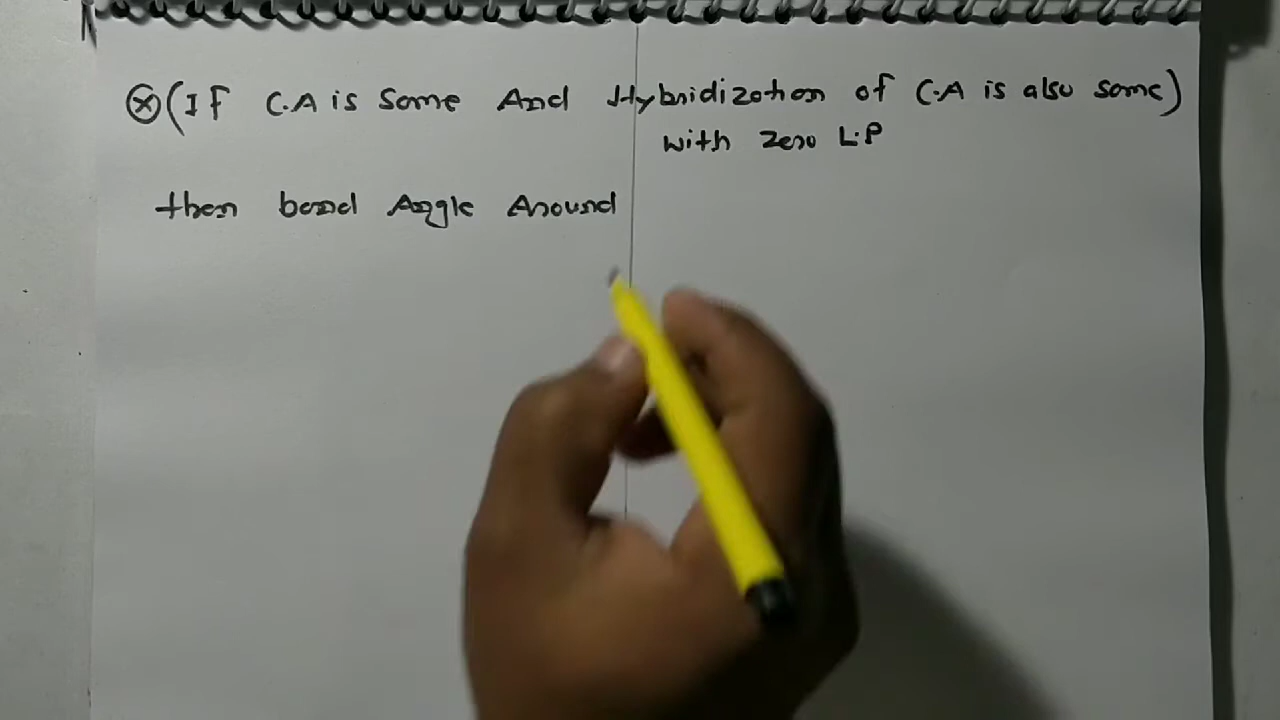 ⊗ (If C.A is Same And Hybridization of C.A is also same)
with zero L.P
then bond Angle Around